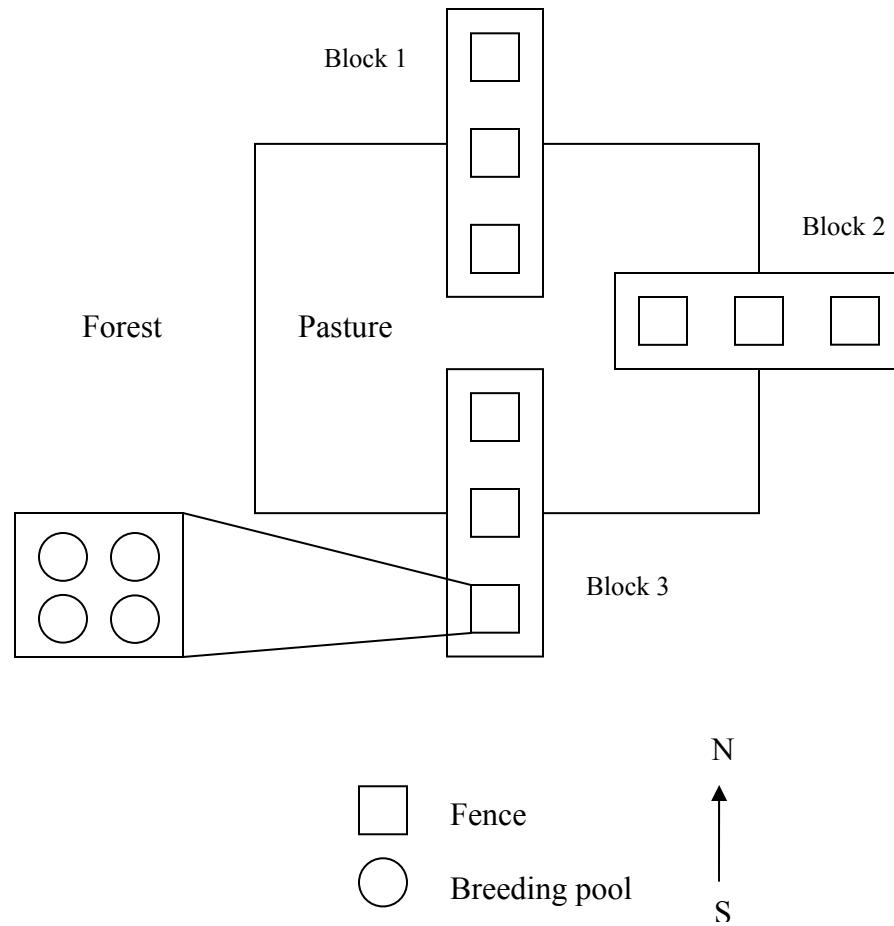 Block 1
Block 2
Forest
Pasture
Block 3
N
Fence
Breeding pool
S